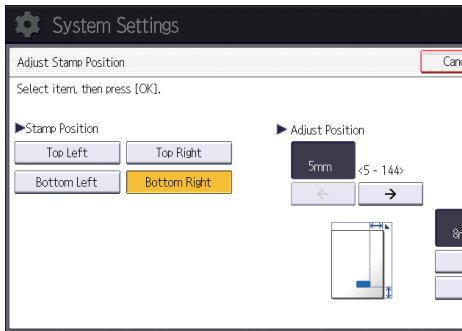 System Settings
Adjust Stamp Position
Select item, then press [OK].
▶Stamp Position
▶ Adjust Position
Top Left
Top Right
Bottom Left
Bottom Right
5mm
<5 - 144>